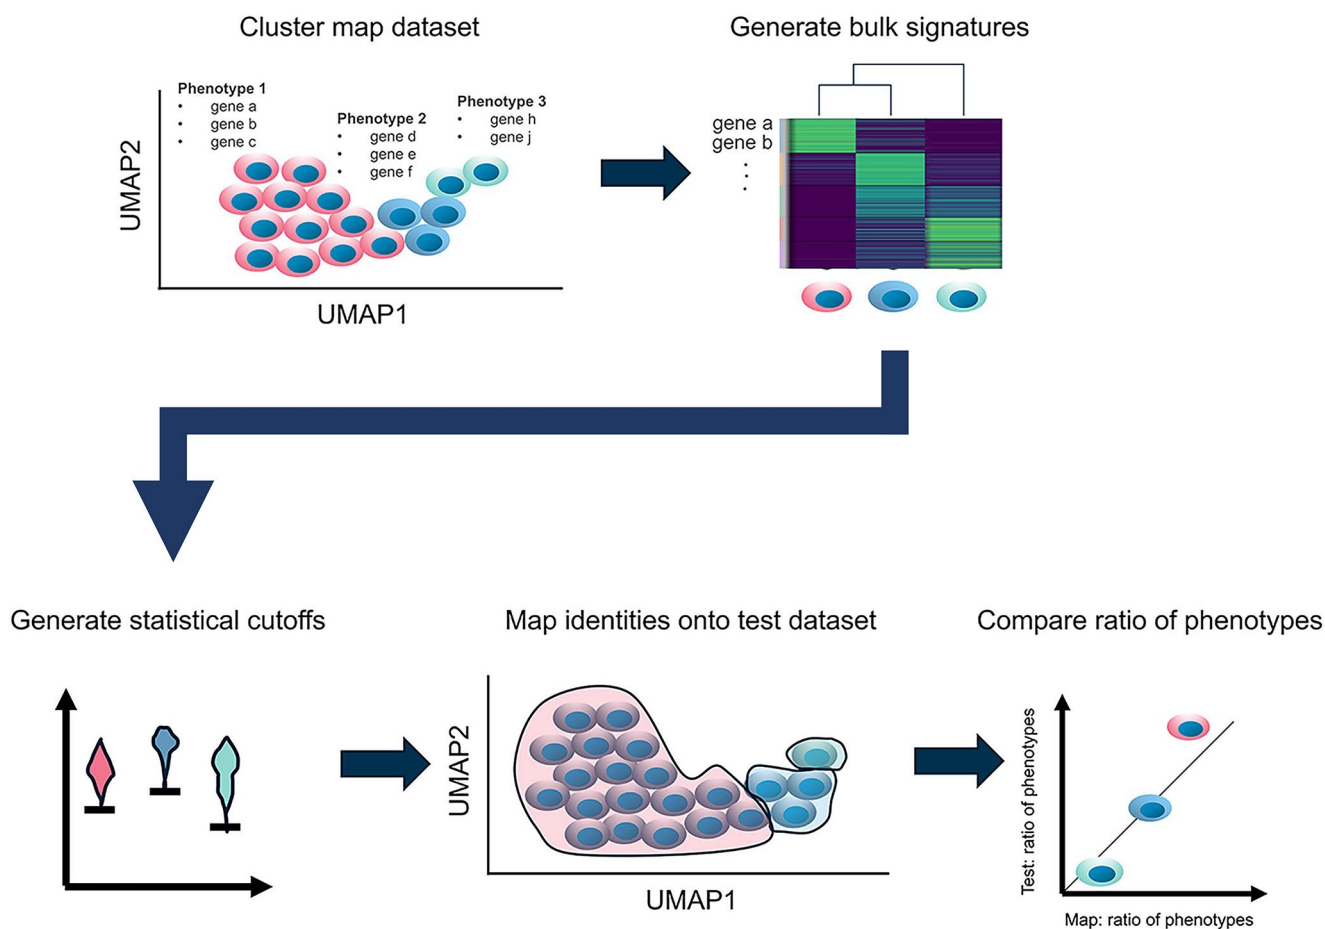 Cluster map dataset
Generate bulk signatures
Phenotype 1
• gene a
• gene b
• gene c
Phenotype 2
• gene d
• gene e
• gene f
Phenotype 3
• gene h
• gene j
UMAP2
UMAP1
gene a
gene b
Generate statistical cutoffs
Map identities onto test dataset
Compare ratio of phenotypes
UMAP2
UMAP1
Test: ratio of phenotypes
Map: ratio of phenotypes